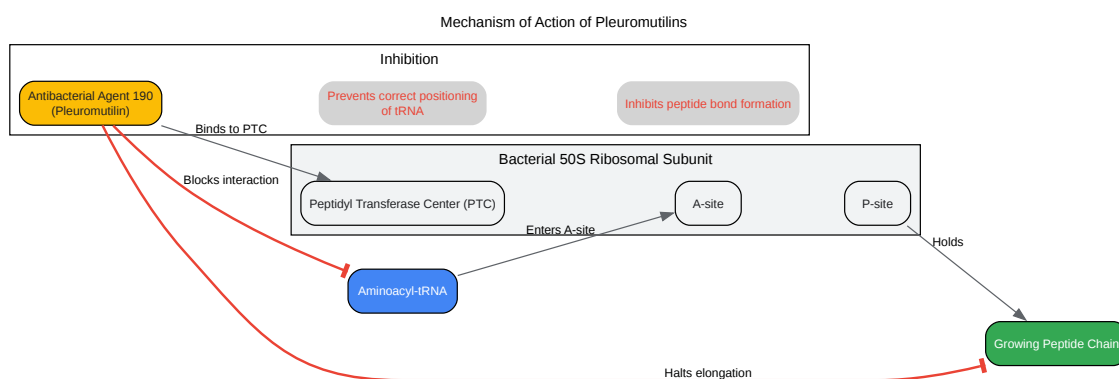 Mechanism of Action of Pleuromutilins
Inhibition
Antibacterial Agent 190
(Pleuromutilin)
Prevents correct positioning
of tRNA
Inhibits peptide bond formation
Binds to PTC
Bacterial 50S Ribosomal Subunit
Blocks interaction
Peptidyl Transferase Center (PTC)
A-site
P-site
Enters A-site
Holds
Aminoacyl-tRNA
Growing Peptide Chain
Halts elongation